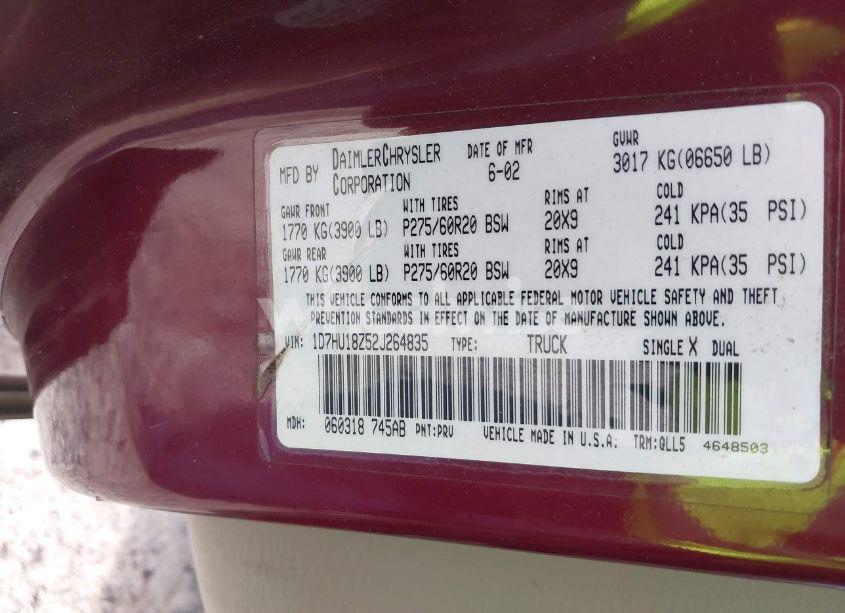 MFD BY DAIMLERCHRYSLER CORPORATION DATE OF MFR 6-02 GVWR 3017 KG(06650 LB)
GAWR FRONT WITH TIRES RIMS AT COLD
1770 KG(3900 LB) P275/60R20 BSW 20X9 241 KPA(35 PSI)
GAWR REAR WITH TIRES RIMS AT COLD
1770 KG(3900 LB) P275/60R20 BSW 20X9 241 KPA(35 PSI)
THIS VEHICLE CONFORMS TO ALL APPLICABLE FEDERAL MOTOR VEHICLE SAFETY AND THEFT
PREVENTION STANDARDS IN EFFECT ON THE DATE OF MANUFACTURE SHOWN ABOVE.
VIN: 1D7HU18Z52J264835 TYPE: TRUCK SINGLE X DUAL
MDH: 060318 745AB PNT:PRV VEHICLE MADE IN U.S.A: TRM:QLL5 4648503